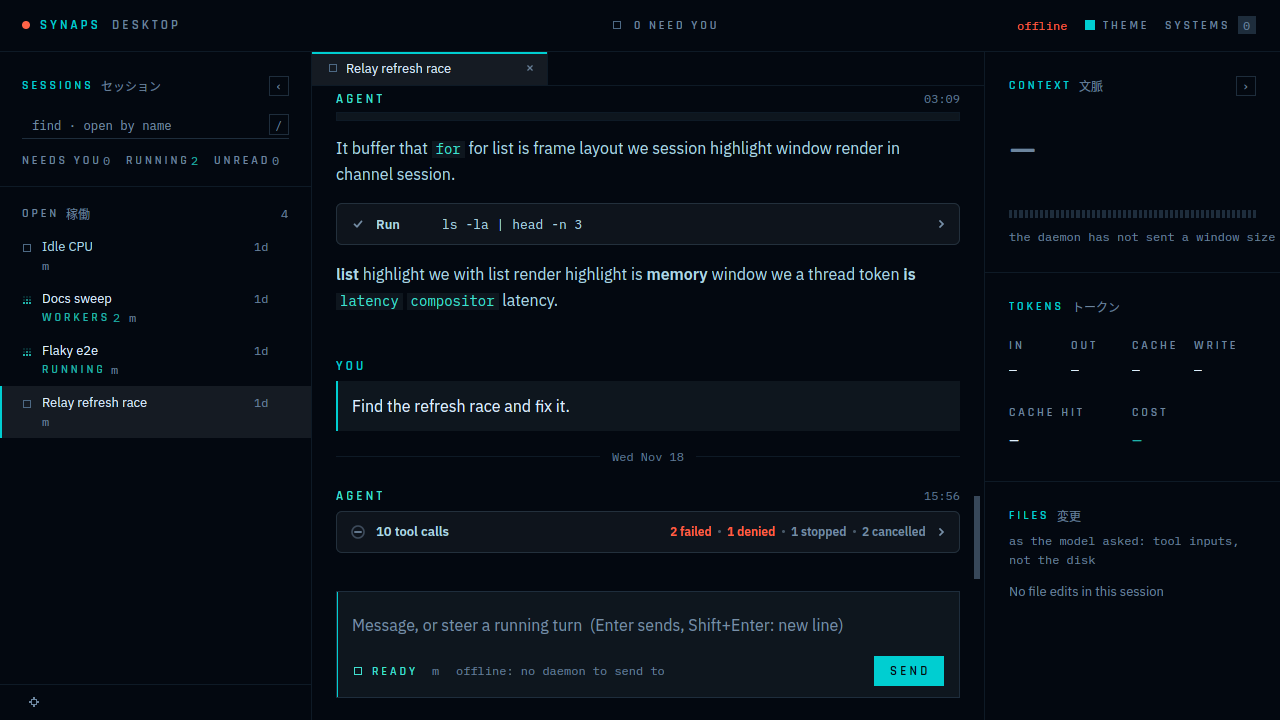 SYNAPS DESKTOP
0 NEED YOU
offline THEME SYSTEMS 0
SESSIONS セッション ‹
find · open by name /
NEEDS YOU 0 RUNNING 2 UNREAD 0
OPEN 稼働 4
Idle CPU 1d
m
Docs sweep 1d
WORKERS 2 m
Flaky e2e 1d
RUNNING m
Relay refresh race 1d
m
Relay refresh race ×
AGENT 03:09
It buffer that for for list is frame layout we session highlight window render in
channel session.
Run ls -la | head -n 3
list highlight we with list render highlight is memory window we a thread token is
latency compositor latency.
YOU
Find the refresh race and fix it.
Wed Nov 18
AGENT 15:56
10 tool calls 2 failed · 1 denied · 1 stopped · 2 cancelled
Message, or steer a running turn (Enter sends, Shift+Enter: new line)
READY m offline: no daemon to send to SEND
CONTEXT 文脈 ›
—
the daemon has not sent a window size
TOKENS トークン
IN OUT CACHE WRITE
— — — —
CACHE HIT COST
— —
FILES 変更
as the model asked: tool inputs,
not the disk
No file edits in this session